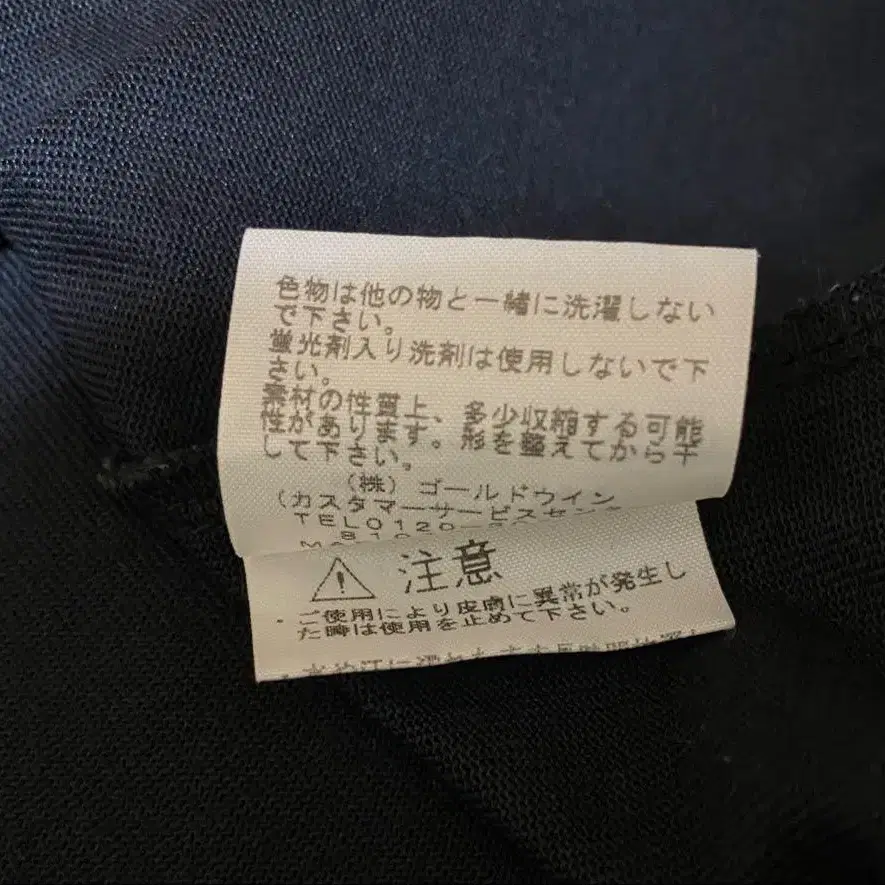 色物は他の物と一緒に洗濯しない
で下さい。
蛍光剤入り洗剤は使用しないで下
さい。
素材の性質上、多少収縮する可能
性があります。形を整えてから干
して下さい。
(株)ゴールドウイン
(カスタマーサービスセンター
TEL0120-
注意
・ご使用により皮膚に異常が発生し
た時は使用を止めて下さい。